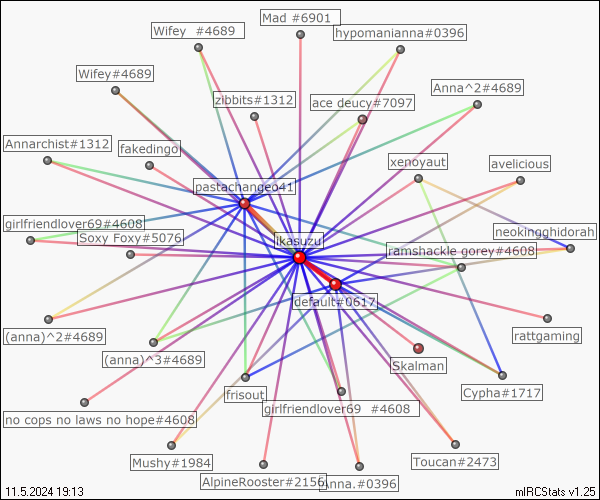 Mad #6901
Wifey  #4689
hypomanianna#0396
Wifey#4689
Anna^2#4689
zibbits#1312
ace deucy#7097
Annarchist#1312
fakedingo
xenoyaut
avelicious
pastachangeo41
girlfriendlover69#4608
neokingghidorah
Soxy Foxy#5076
ikasuzu
ramshackle gorey#4608
default#0617
(anna)^2#4689
rattgaming
(anna)^3#4689
Skalman
frisout
Cypha#1717
no cops no laws no hope#4608
girlfriendlover69  #4608
Mushy#1984
Toucan#2473
AlpineRooster#2156
Anna.#0396
11.5.2024 19:13
mIRCStats v1.25